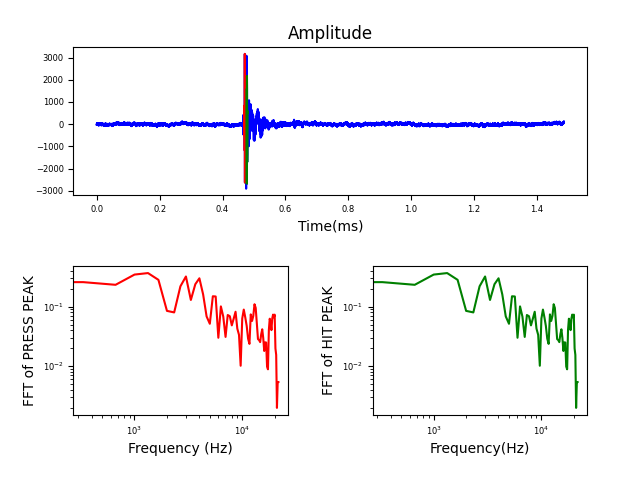 Amplitude
3000
2000
1000
0
−1000
−2000
−3000
0.0 0.2 0.4 0.6 0.8 1.0 1.2 1.4
Time(ms)
FFT of PRESS PEAK
10⁻¹
10⁻²
10³ 10⁴
Frequency (Hz)
FFT of HIT PEAK
10⁻¹
10⁻²
10³ 10⁴
Frequency(Hz)